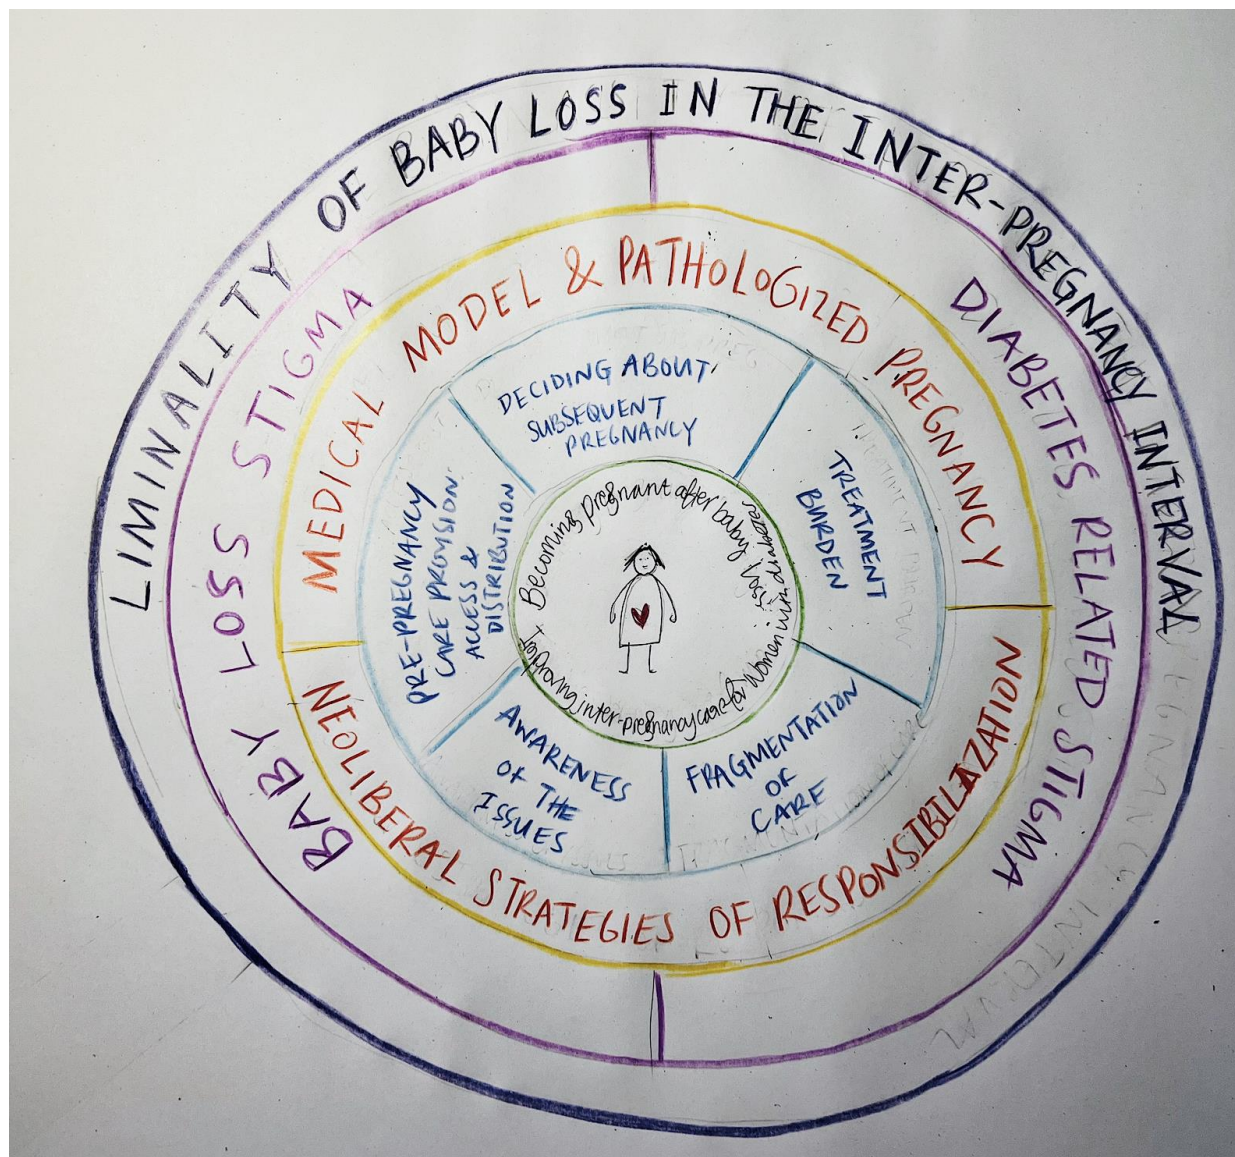 LIMINALITY OF BABY LOSS IN THE INTER-PREGNANCY INTERVAL
BABY LOSS STIGMA
DIABETES RELATED STIGMA
MEDICAL MODEL & PATHOLOGIZED PREGNANCY
NEOLIBERAL STRATEGIES OF RESPONSIBILIZATION
DECIDING ABOUT
SUBSEQUENT
PREGNANCY
TREATMENT
BURDEN
FRAGMENTATION
OF
CARE
AWARENESS
OF THE
ISSUES
PRE-PREGNANCY
CARE PROVISION
ACCESS &
DISTRIBUTION
Becoming pregnant after baby loss:
Improving inter-pregnancy care for Women with diabetes.
PREGNANCY INTERVAL